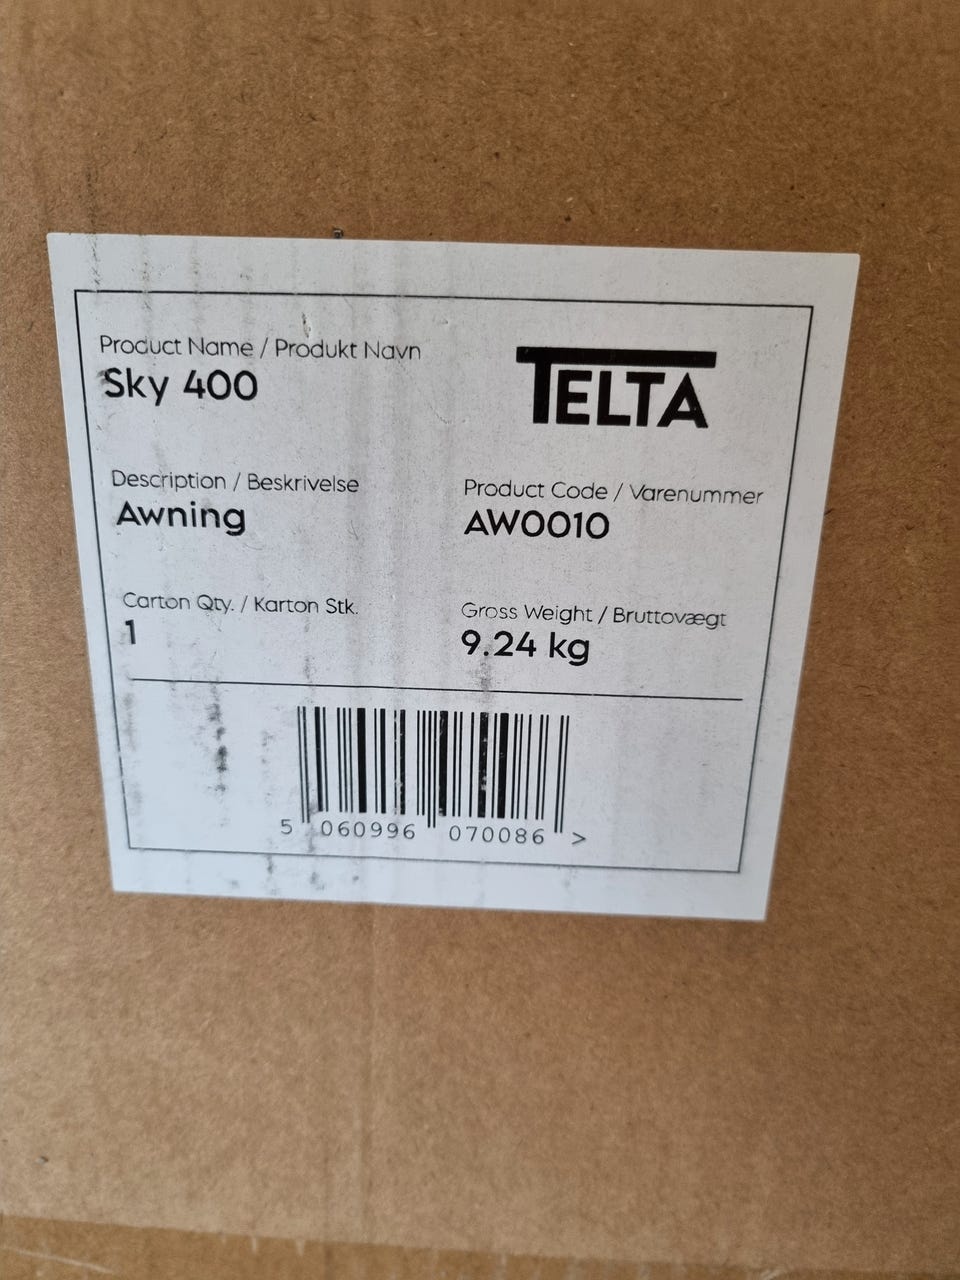 Product Name / Produkt Navn
Sky 400
TELTA
Description / Beskrivelse
Awning
Product Code / Varenummer
AW0010
Carton Qty. / Karton Stk.
1
Gross Weight / Bruttovægt
9.24 kg
5 060996 070086 >